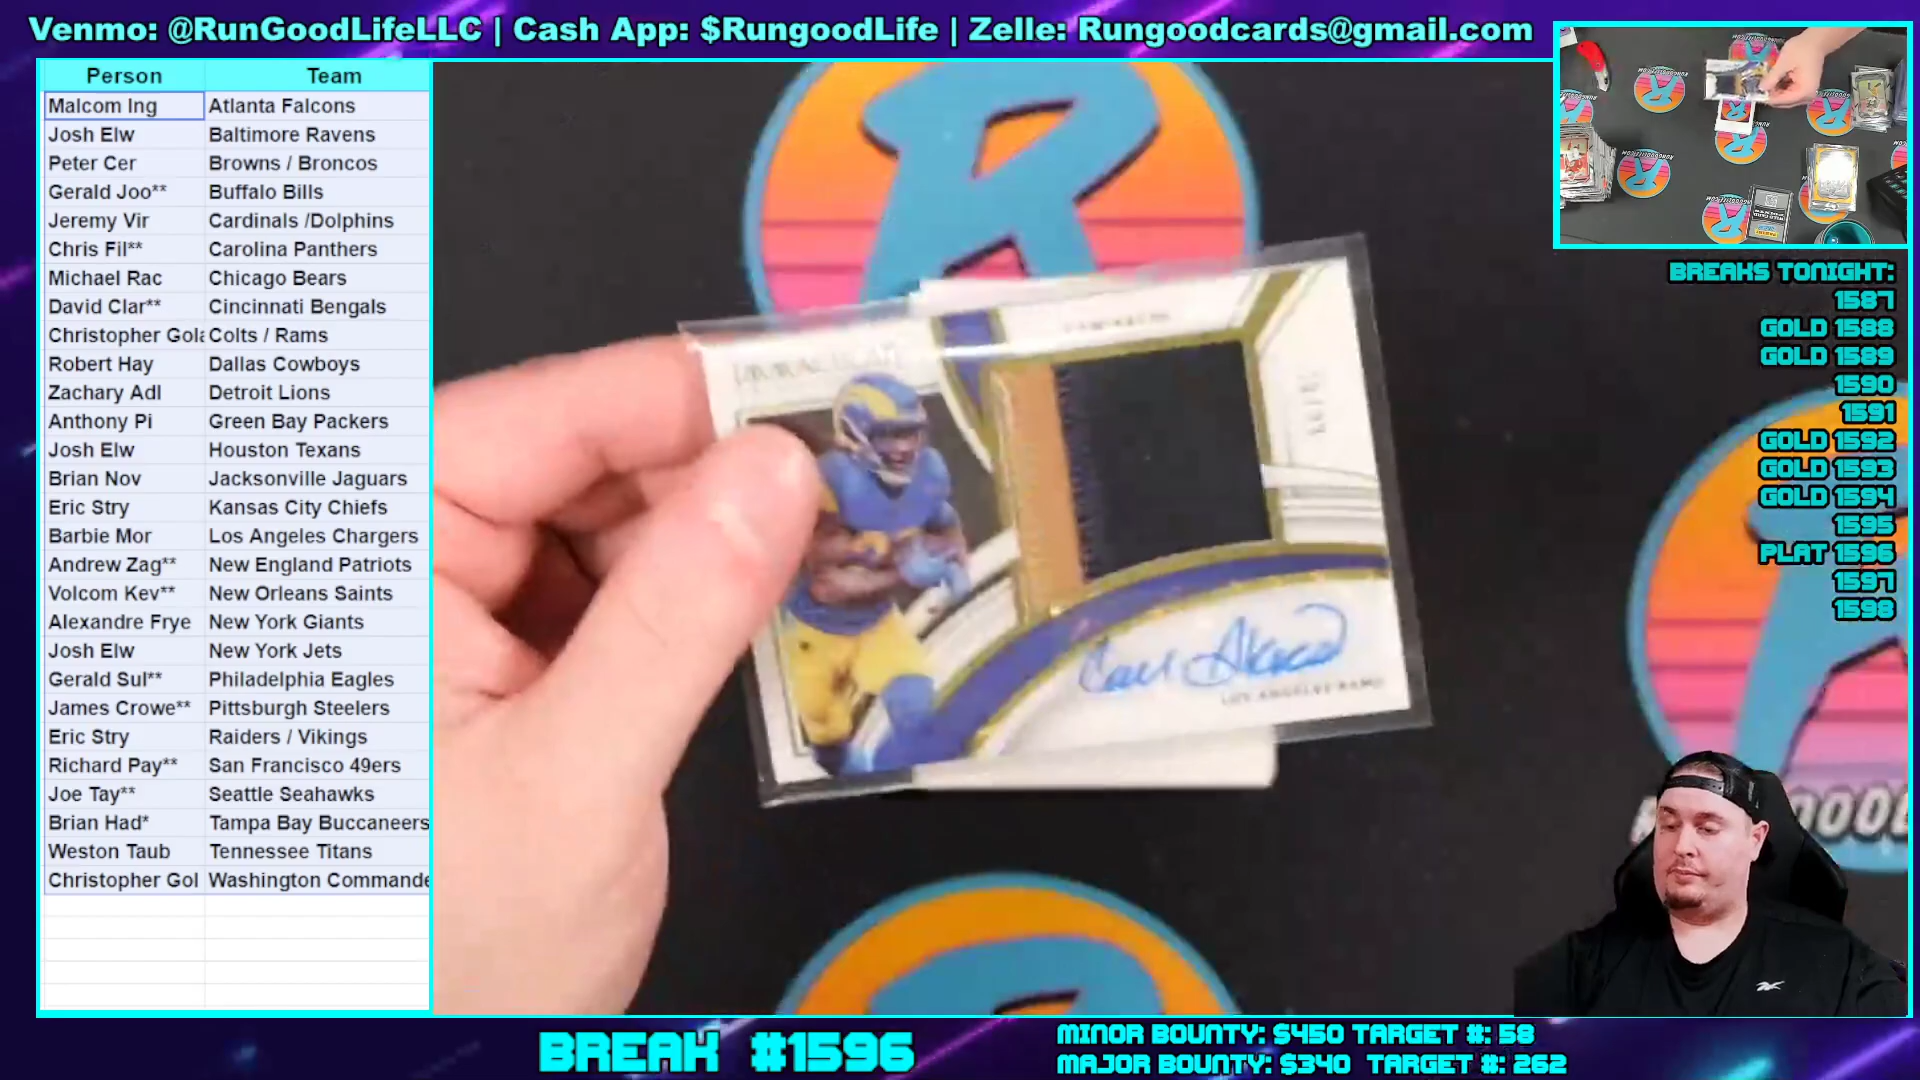 Venmo: @RunGoodLifeLLC | Cash App: $RungoodLife | Zelle: Rungoodcards@gmail.com
Person Team
Malcom Ing Atlanta Falcons
Josh Elw Baltimore Ravens
Peter Cer Browns / Broncos
Gerald Joo** Buffalo Bills
Jeremy Vir Cardinals /Dolphins
Chris Fil** Carolina Panthers
Michael Rac Chicago Bears
David Clar** Cincinnati Bengals
Christopher Gola Colts / Rams
Robert Hay Dallas Cowboys
Zachary Adl Detroit Lions
Anthony Pi Green Bay Packers
Josh Elw Houston Texans
Brian Nov Jacksonville Jaguars
Eric Stry Kansas City Chiefs
Barbie Mor Los Angeles Chargers
Andrew Zag** New England Patriots
Volcom Kev** New Orleans Saints
Alexandre Frye New York Giants
Josh Elw New York Jets
Gerald Sul** Philadelphia Eagles
James Crowe** Pittsburgh Steelers
Eric Stry Raiders / Vikings
Richard Pay** San Francisco 49ers
Joe Tay** Seattle Seahawks
Brian Had* Tampa Bay Buccaneers
Weston Taub Tennessee Titans
Christopher Gol Washington Commande
R
LOS ANGELES RAMS
BREAKS TONIGHT:
1587
GOLD 1588
GOLD 1589
1590
1591
GOLD 1592
GOLD 1593
GOLD 1594
1595
PLAT 1596
1597
1598
BREAK #1596
MINOR BOUNTY: $450 TARGET #: 58
MAJOR BOUNTY: $340 TARGET #: 262